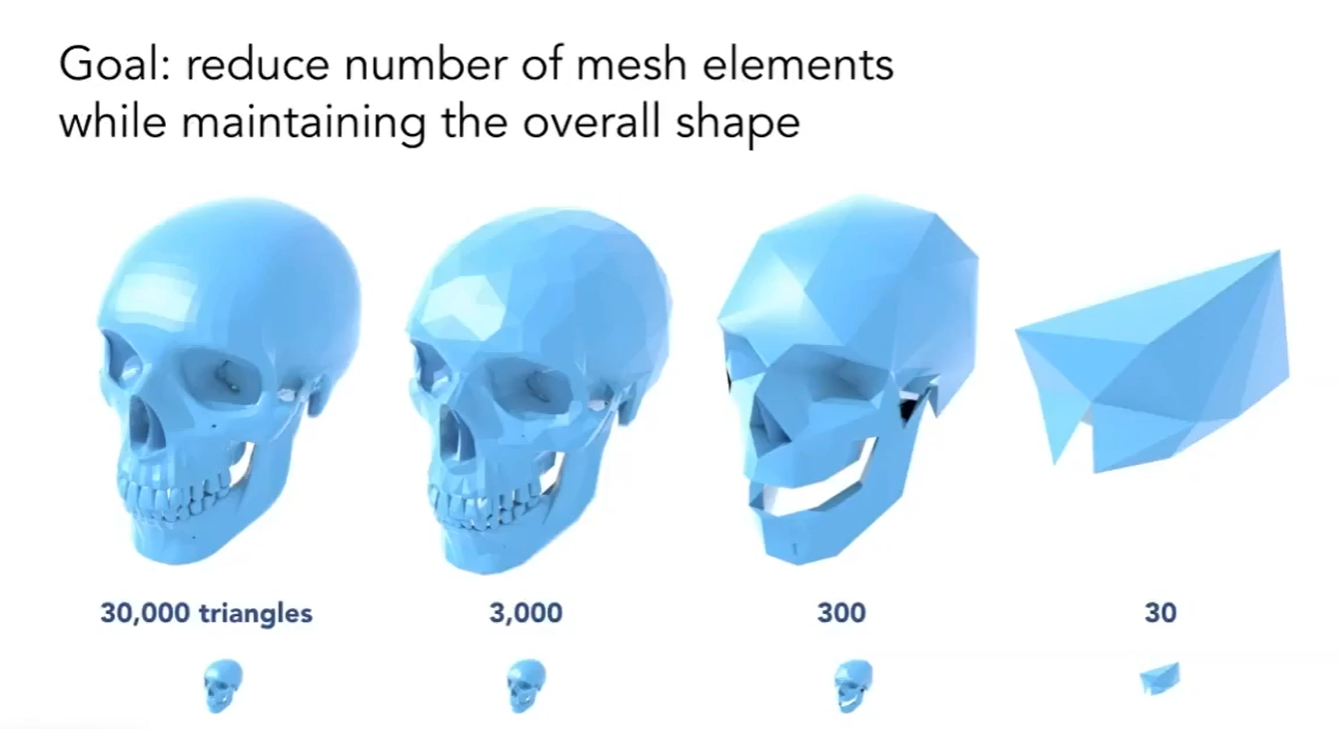 Goal: reduce number of mesh elements
while maintaining the overall shape
30,000 triangles
3,000
300
30